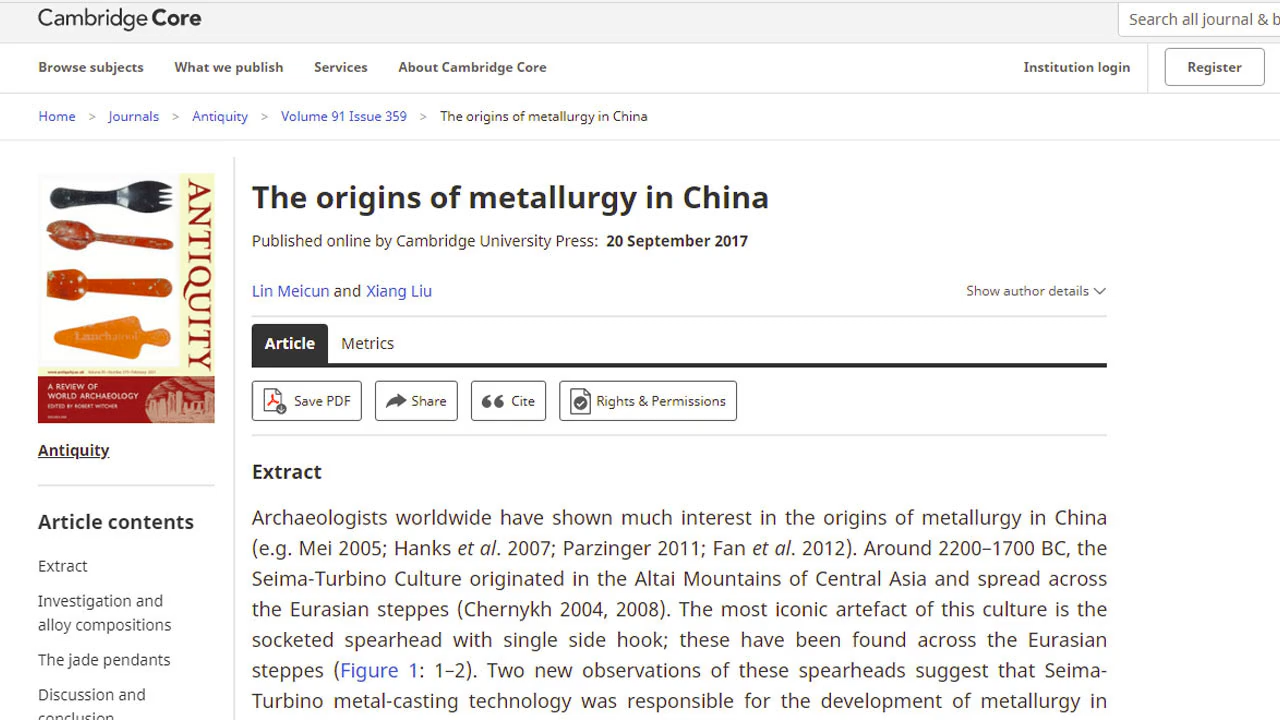 Cambridge Core
Search all journal & b
Browse subjects
What we publish
Services
About Cambridge Core
Institution login
Register
Home > Journals > Antiquity > Volume 91 Issue 359 > The origins of metallurgy in China
ANTIQUITY
A REVIEW OF
WORLD ARCHAEOLOGY
EDITED BY ROBERT WITCHER
Antiquity
Article contents
Extract
Investigation and
alloy compositions
The jade pendants
Discussion and
conclusion
The origins of metallurgy in China
Published online by Cambridge University Press: 20 September 2017
Lin Meicun and Xiang Liu
Show author details
Article
Metrics
Save PDF
Share
Cite
Rights & Permissions
Extract
Archaeologists worldwide have shown much interest in the origins of metallurgy in China
(e.g. Mei 2005; Hanks et al. 2007; Parzinger 2011; Fan et al. 2012). Around 2200–1700 BC, the
Seima-Turbino Culture originated in the Altai Mountains of Central Asia and spread across
the Eurasian steppes (Chernykh 2004, 2008). The most iconic artefact of this culture is the
socketed spearhead with single side hook; these have been found across the Eurasian
steppes (Figure 1: 1–2). Two new observations of these spearheads suggest that Seima-
Turbino metal-casting technology was responsible for the development of metallurgy in